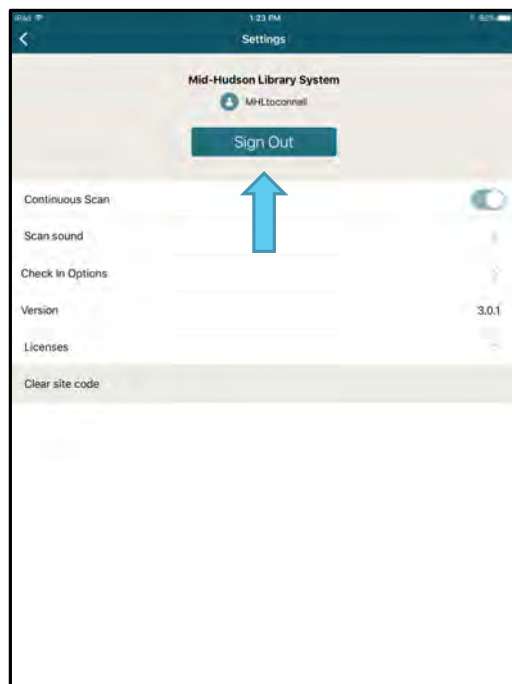 iPad 1:23 PM
Settings
Mid-Hudson Library System
MHLtoconnell
Sign Out
Continuous Scan
Scan sound
Check In Options
Version 3.0.1
Licenses
Clear site code